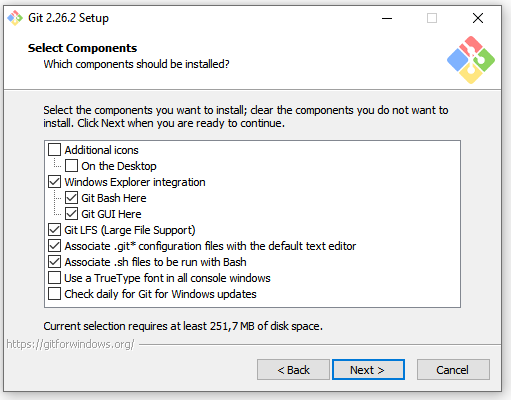 Git 2.26.2 Setup
Select Components
Which components should be installed?
Select the components you want to install; clear the components you do not want to
install. Click Next when you are ready to continue.
Additional icons
On the Desktop
Windows Explorer integration
Git Bash Here
Git GUI Here
Git LFS (Large File Support)
Associate .git* configuration files with the default text editor
Associate .sh files to be run with Bash
Use a TrueType font in all console windows
Check daily for Git for Windows updates
Current selection requires at least 251,7 MB of disk space.
https://gitforwindows.org/
< Back
Next >
Cancel